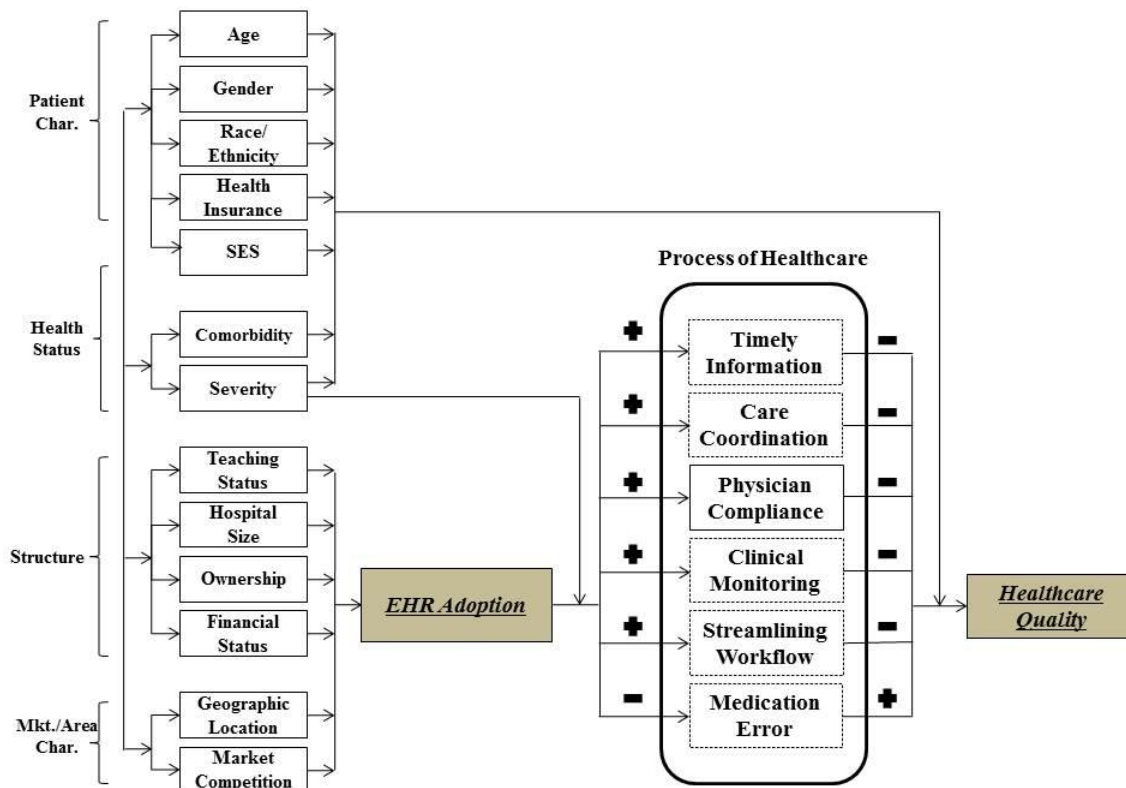 Patient
Char.
Age
Gender
Race/
Ethnicity
Health
Insurance
SES
Health
Status
Comorbidity
Severity
Structure
Teaching
Status
Hospital
Size
Ownership
Financial
Status
Mkt./Area
Char.
Geographic
Location
Market
Competition
EHR Adoption
Process of Healthcare
+
Timely
Information
-
+
Care
Coordination
-
+
Physician
Compliance
-
+
Clinical
Monitoring
-
+
Streamlining
Workflow
-
-
Medication
Error
+
Healthcare
Quality